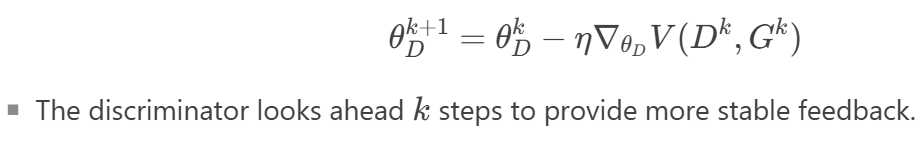 θ_D^{k+1} = θ_D^k − η∇_{θ_D} V(D^k, G^k)
▪ The discriminator looks ahead k steps to provide more stable feedback.